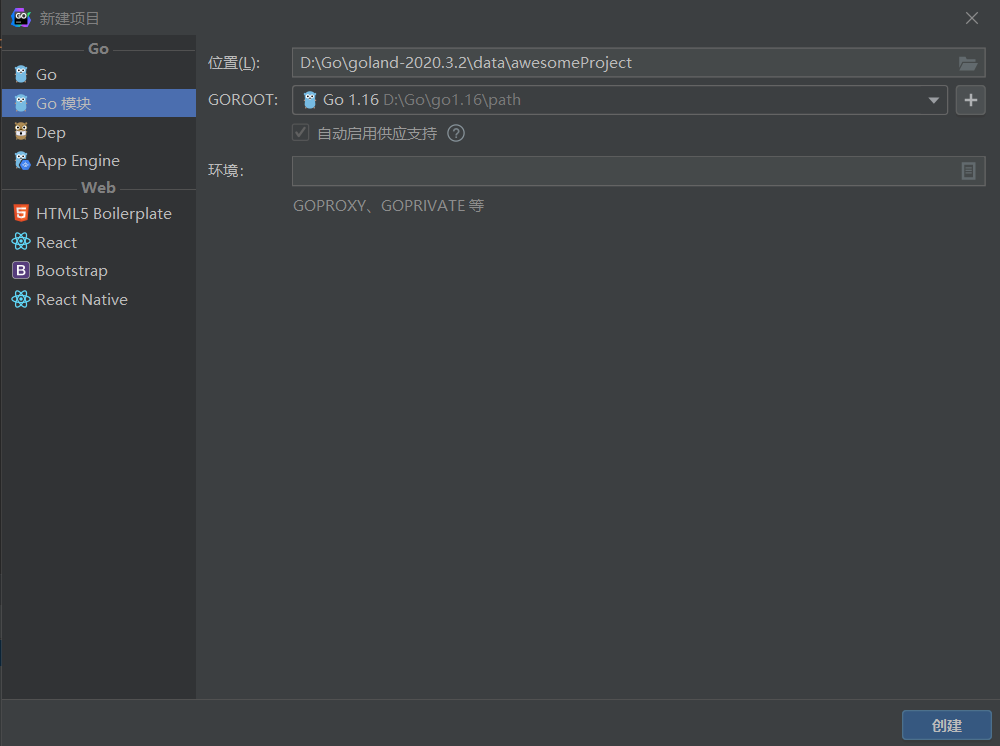 新建项目
Go
Go
Go 模块
Dep
App Engine
Web
HTML5 Boilerplate
React
Bootstrap
React Native
位置(L):
D:\Go\goland-2020.3.2\data\awesomeProject
GOROOT:
Go 1.16 D:\Go\go1.16\path
自动启用供应支持
环境:
GOPROXY、GOPRIVATE 等
创建